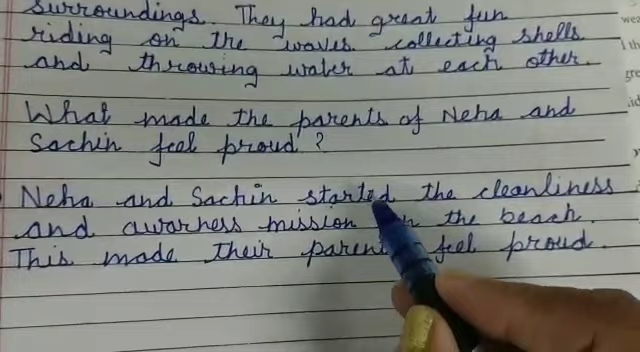 surroundings. They had great fun
riding on the waves collecting shells
and throwing water at each other.
What made the parents of Neha and
Sachin feel proud?
Neha and Sachin started the cleanliness
and awarness mission the beach.
This made their parent feel proud.